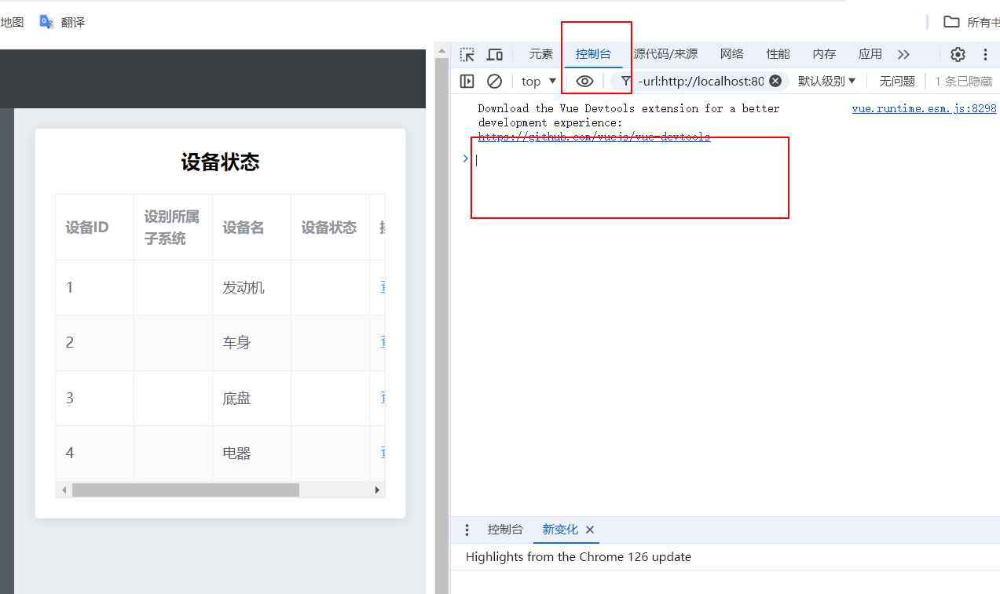 地图 翻译 所有书
元素 控制台 源代码/来源 网络 性能 内存 应用
top -url:http://localhost:80 默认级别 无问题 1 条已隐藏
Download the Vue Devtools extension for a better vue.runtime.esm.js:8298
development experience:
https://github.com/vuejs/vue-devtools
设备状态
设备ID 设别所属 设备名 设备状态
子系统
1 发动机
2 车身
3 底盘
4 电器
控制台 新变化
Highlights from the Chrome 126 update